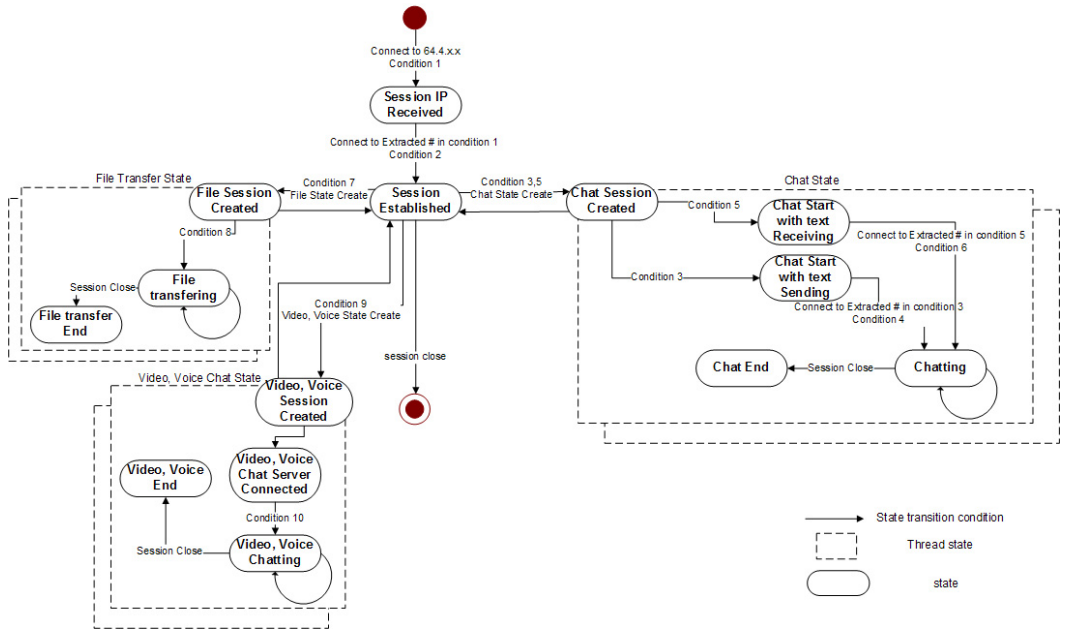 Connect to 64.4.x.x
Condition 1
Session IP
Received
Connect to Extracted # in condition 1
Condition 2
File Transfer State
Chat State
File Session
Created
Condition 7
File State Create
Session
Established
Condition 3,5
Chat State Create
Chat Session
Created
Condition 5
Chat Start
with text
Receiving
Condition 8
Connect to Extracted # in condition 5
Condition 6
File
transfering
Session Close
File transfer
End
Condition 3
Chat Start
with text
Sending
Connect to Extracted # in condition 3
Condition 4
Condition 9
Video, Voice State Create
session close
Chat End
Session Close
Chatting
Video, Voice Chat State
Video, Voice
Session
Created
Video, Voice
End
Video, Voice
Chat Server
Connected
Condition 10
Session Close
Video, Voice
Chatting
State transition condition
Thread state
state